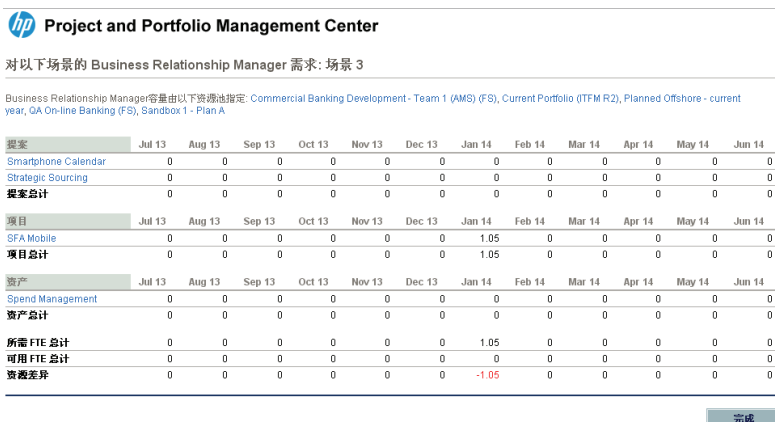 hp Project and Portfolio Management Center
对以下场景的 Business Relationship Manager 需求: 场景 3
Business Relationship Manager容量由以下资源池指定: Commercial Banking Development - Team 1 (AMS) (FS), Current Portfolio (ITFM R2), Planned Offshore - current
year, QA On-line Banking (FS), Sandbox 1 - Plan A
提案 Jul 13 Aug 13 Sep 13 Oct 13 Nov 13 Dec 13 Jan 14 Feb 14 Mar 14 Apr 14 May 14 Jun 14
Smartphone Calendar 0 0 0 0 0 0 0 0 0 0 0 0
Strategic Sourcing 0 0 0 0 0 0 0 0 0 0 0 0
提案总计 0 0 0 0 0 0 0 0 0 0 0 0
项目 Jul 13 Aug 13 Sep 13 Oct 13 Nov 13 Dec 13 Jan 14 Feb 14 Mar 14 Apr 14 May 14 Jun 14
SFA Mobile 0 0 0 0 0 0 1.05 0 0 0 0 0
项目总计 0 0 0 0 0 0 1.05 0 0 0 0 0
资产 Jul 13 Aug 13 Sep 13 Oct 13 Nov 13 Dec 13 Jan 14 Feb 14 Mar 14 Apr 14 May 14 Jun 14
Spend Management 0 0 0 0 0 0 0 0 0 0 0 0
资产总计 0 0 0 0 0 0 0 0 0 0 0 0
所需 FTE 总计 0 0 0 0 0 0 1.05 0 0 0 0 0
可用 FTE 总计 0 0 0 0 0 0 0 0 0 0 0 0
资源差异 0 0 0 0 0 0 -1.05 0 0 0 0 0
完成